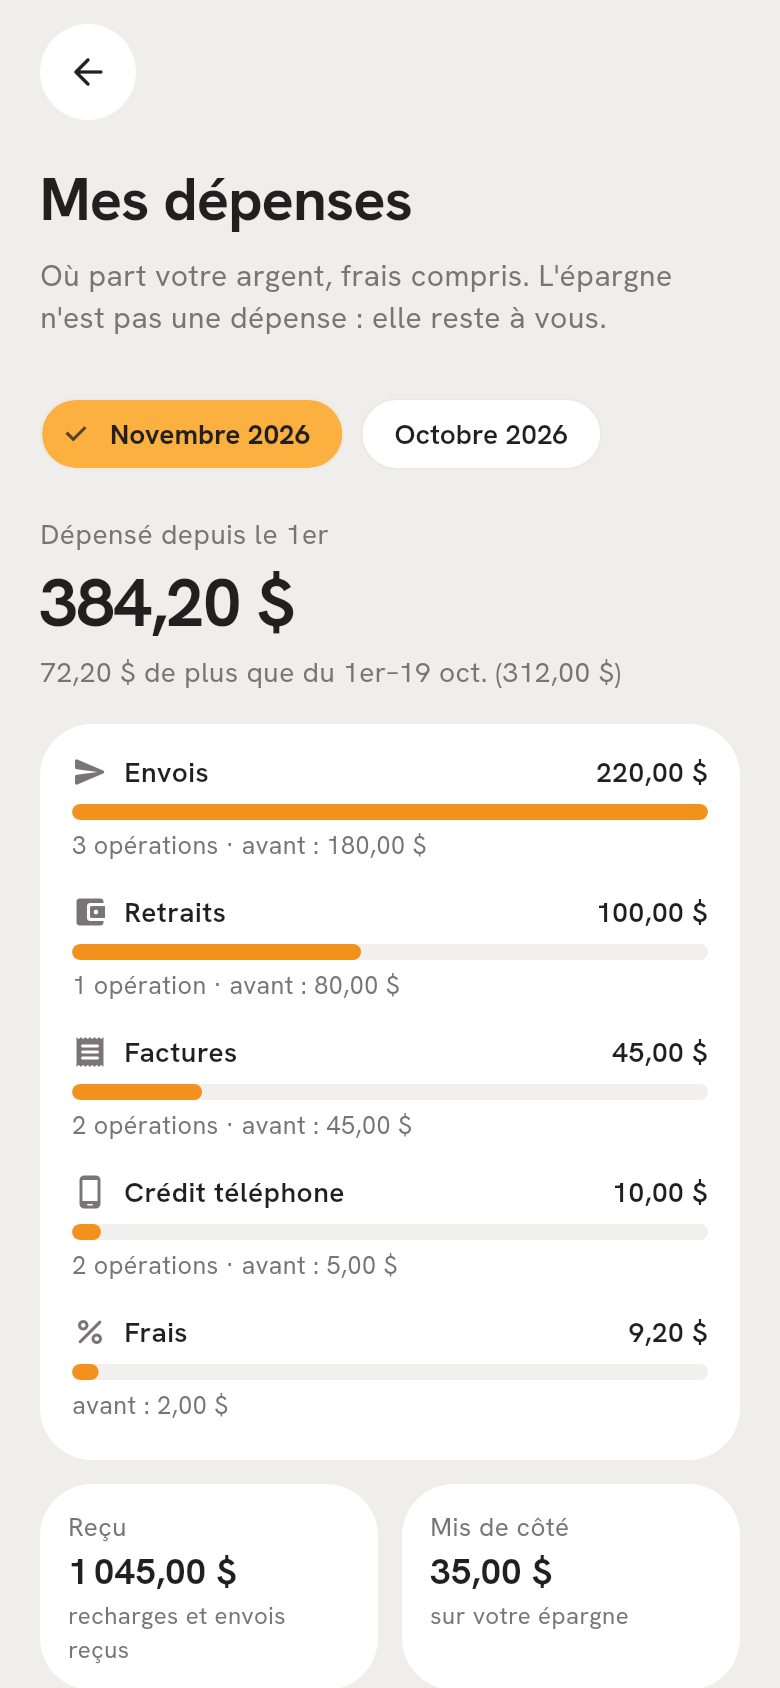 Mes dépenses
Où part votre argent, frais compris. L'épargne
n'est pas une dépense : elle reste à vous.
Novembre 2026
Octobre 2026
Dépensé depuis le 1er
384,20 $
72,20 $ de plus que du 1er–19 oct. (312,00 $)
Envois 220,00 $
3 opérations · avant : 180,00 $
Retraits 100,00 $
1 opération · avant : 80,00 $
Factures 45,00 $
2 opérations · avant : 45,00 $
Crédit téléphone 10,00 $
2 opérations · avant : 5,00 $
Frais 9,20 $
avant : 2,00 $
Reçu
1 045,00 $
recharges et envois
reçus
Mis de côté
35,00 $
sur votre épargne